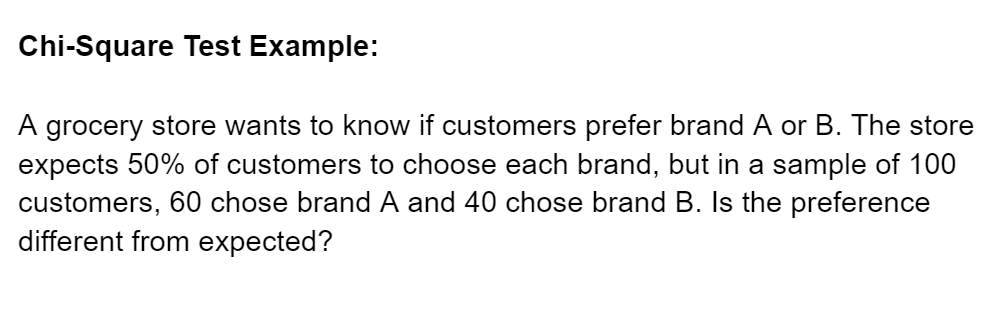 Chi-Square Test Example:
A grocery store wants to know if customers prefer brand A or B. The store
expects 50% of customers to choose each brand, but in a sample of 100
customers, 60 chose brand A and 40 chose brand B. Is the preference
different from expected?